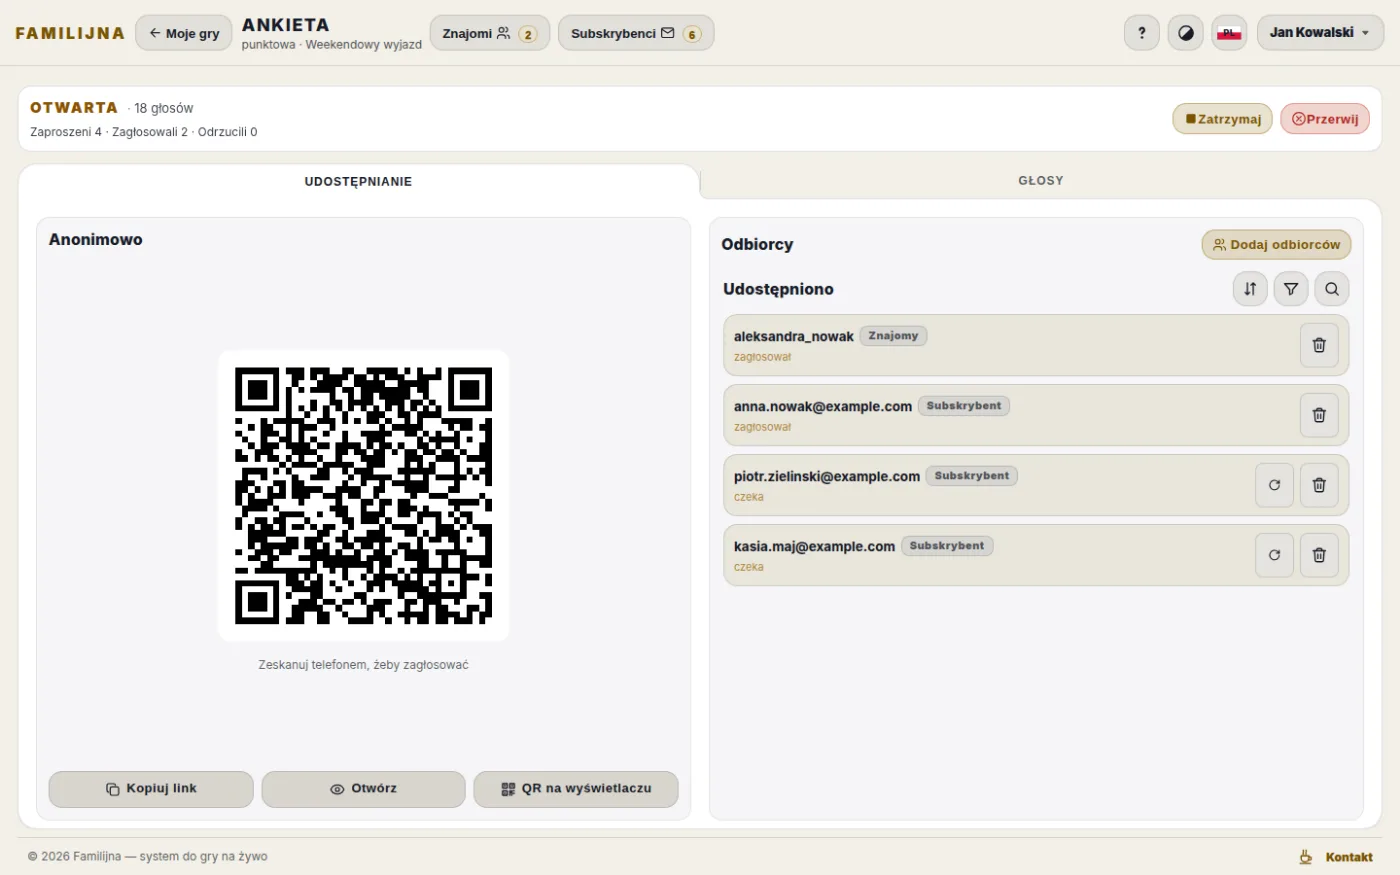 FAMILIJNA
← Moje gry
ANKIETA
punktowa · Weekendowy wyjazd
Znajomi 2
Subskrybenci 6
?
PL
Jan Kowalski
OTWARTA · 18 głosów
Zaproszeni 4 · Zagłosowali 2 · Odrzucili 0
Zatrzymaj
Przerwij
UDOSTĘPNIANIE
GŁOSY
Anonimowo
Zeskanuj telefonem, żeby zagłosować
Kopiuj link
Otwórz
QR na wyświetlaczu
Odbiorcy
Dodaj odbiorców
Udostępniono
aleksandra_nowak Znajomy
zagłosował
anna.nowak@example.com Subskrybent
zagłosował
piotr.zielinski@example.com Subskrybent
czeka
kasia.maj@example.com Subskrybent
czeka
© 2026 Familijna — system do gry na żywo
Kontakt